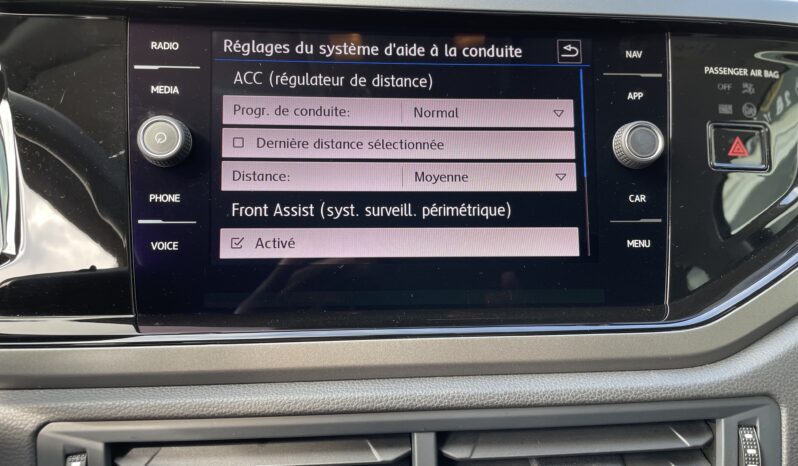 RADIO
MEDIA
PHONE
VOICE
Réglages du système d'aide à la conduite
ACC (régulateur de distance)
Progr. de conduite: Normal
Dernière distance sélectionnée
Distance: Moyenne
Front Assist (syst. surveill. périmétrique)
Activé
NAV
APP
CAR
MENU
PASSENGER AIR BAG
OFF